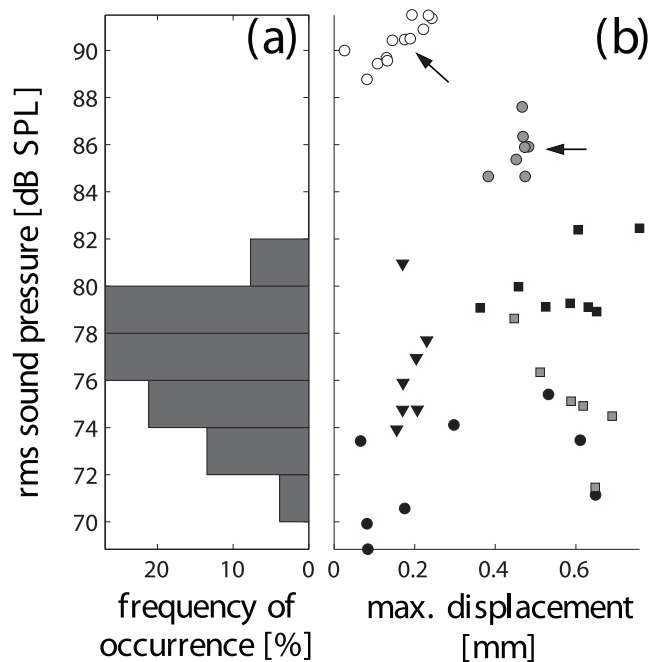 (a)
(b)
rms sound pressure [dB SPL]
90
88
86
84
82
80
78
76
74
72
70
20 10 0
0 0.2 0.4 0.6
frequency of
occurrence [%]
max. displacement
[mm]